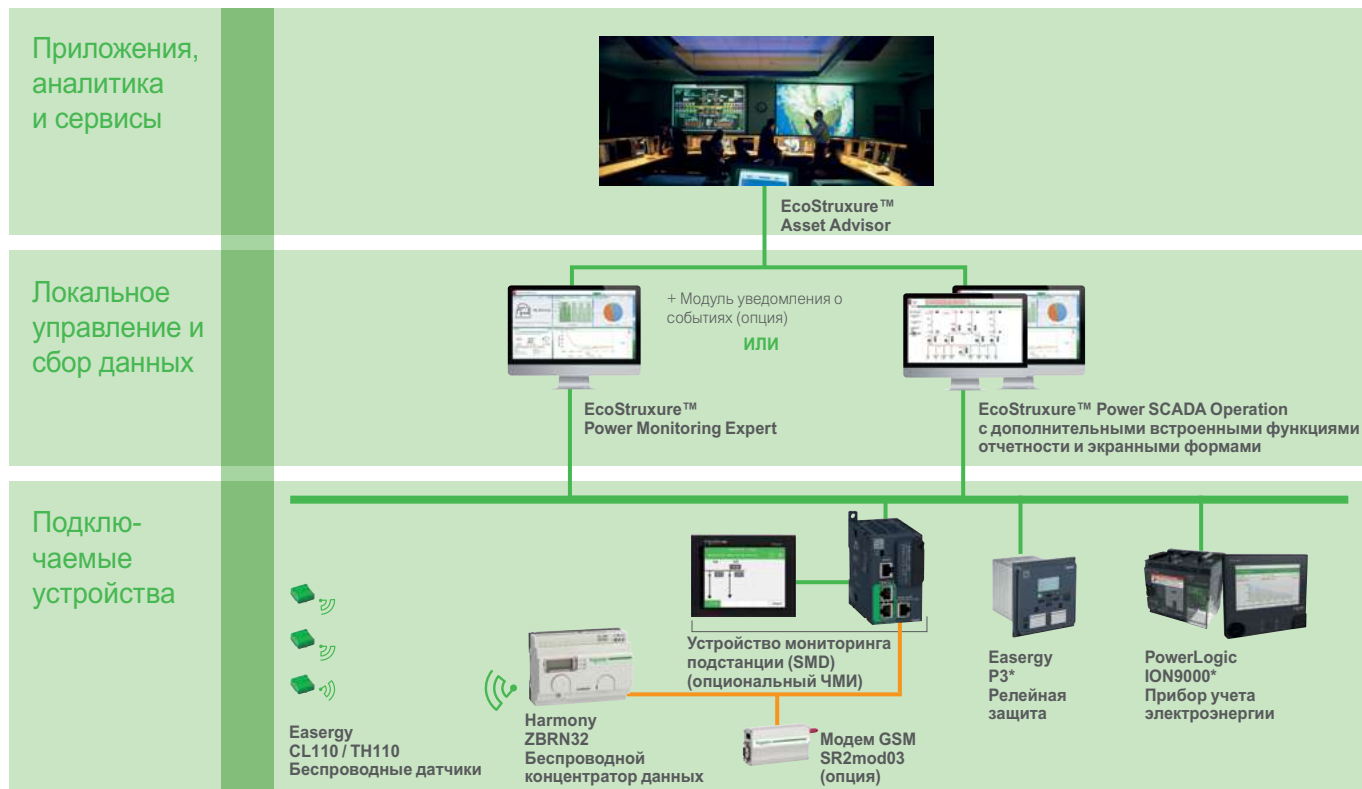 Приложения,
аналитика
и сервисы
EcoStruxure™
Asset Advisor
Локальное
управление и
сбор данных
+ Модуль уведомления о
событиях (опция)
или
EcoStruxure™
Power Monitoring Expert
EcoStruxure™ Power SCADA Operation
с дополнительными встроенными функциями
отчетности и экранными формами
Подклю-
чаемые
устройства
Easergy
CL110 / TH110
Беспроводные датчики
Harmony
ZBRN32
Беспроводной
концентратор данных
Устройство мониторинга
подстанции (SMD)
(опциональный ЧМИ)
Модем GSM
SR2mod03
(опция)
Easergy
P3*
Релейная
защита
PowerLogic
ION9000*
Прибор учета
электроэнергии